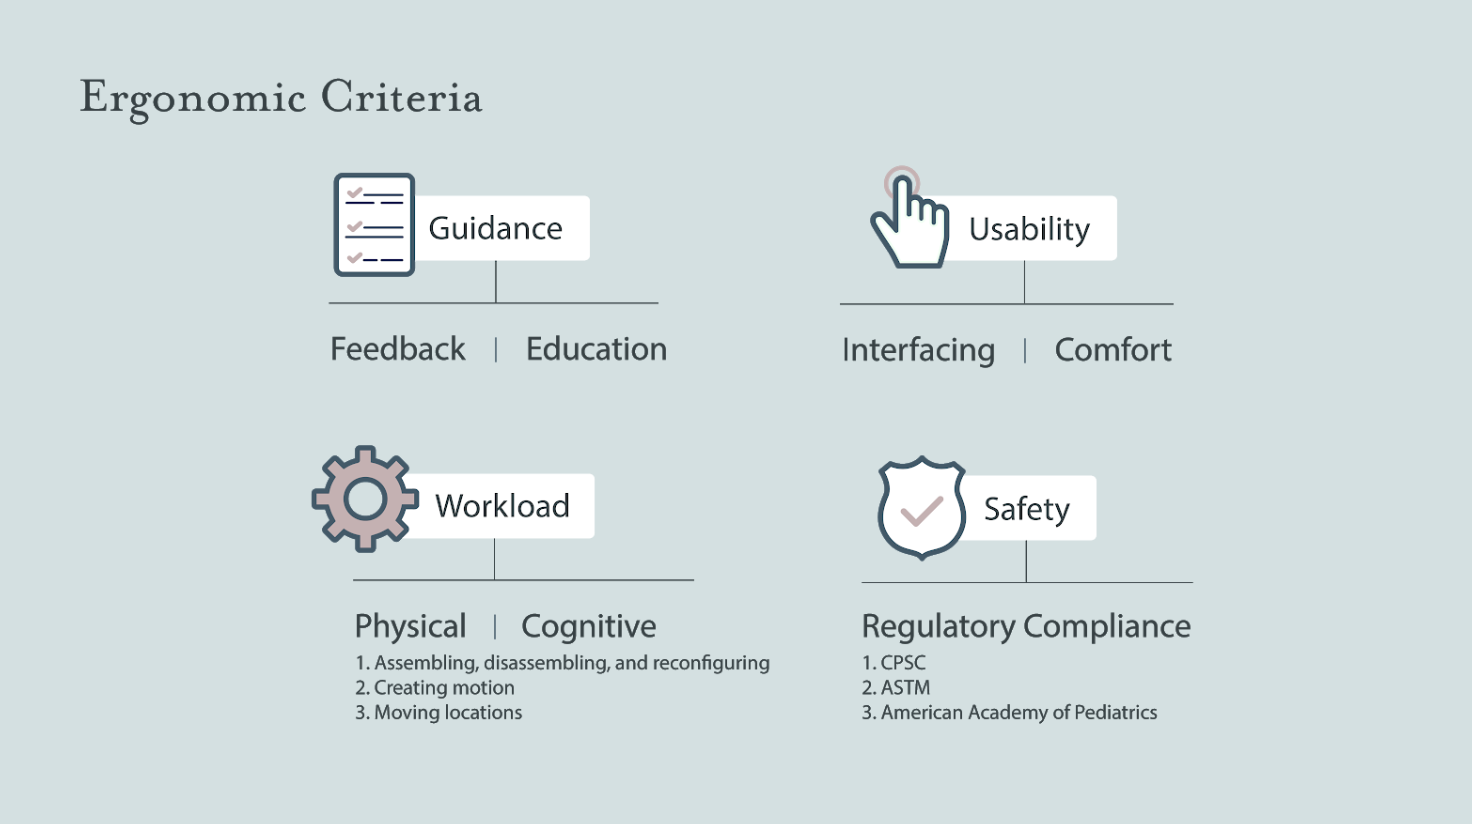 Ergonomic Criteria
Guidance
Feedback | Education
Usability
Interfacing | Comfort
Workload
Physical | Cognitive
1. Assembling, disassembling, and reconfiguring
2. Creating motion
3. Moving locations
Safety
Regulatory Compliance
1. CPSC
2. ASTM
3. American Academy of Pediatrics